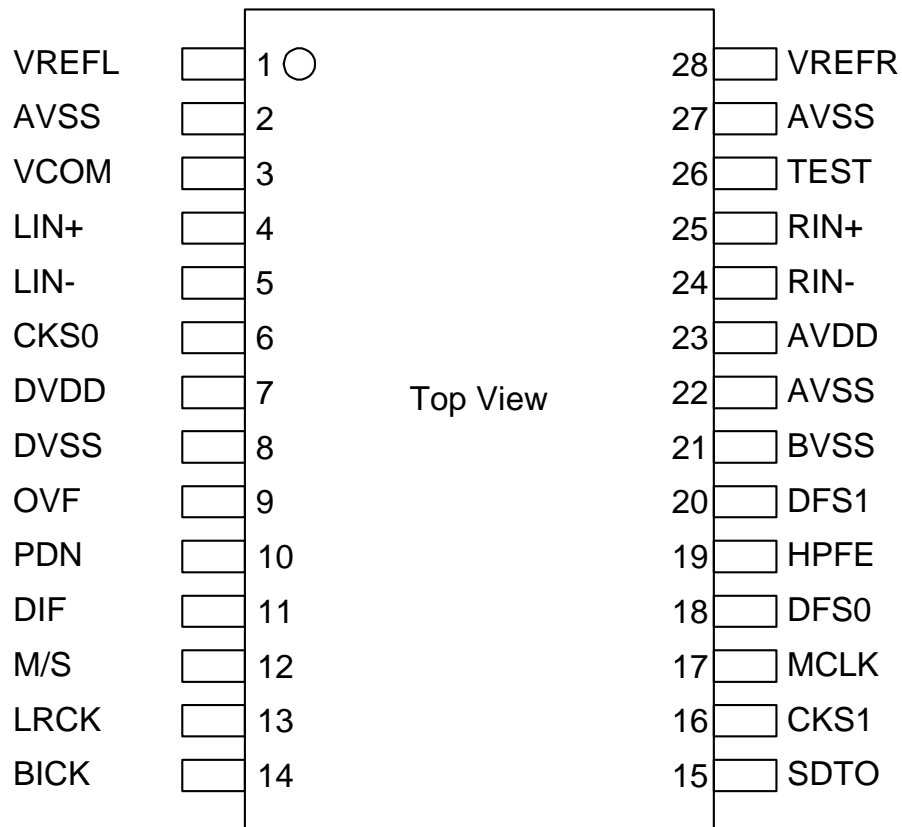 VREFL 1 28 VREFR
AVSS 2 27 AVSS
VCOM 3 26 TEST
LIN+ 4 25 RIN+
LIN- 5 24 RIN-
CKS0 6 23 AVDD
DVDD 7 Top View 22 AVSS
DVSS 8 21 BVSS
OVF 9 20 DFS1
PDN 10 19 HPFE
DIF 11 18 DFS0
M/S 12 17 MCLK
LRCK 13 16 CKS1
BICK 14 15 SDTO